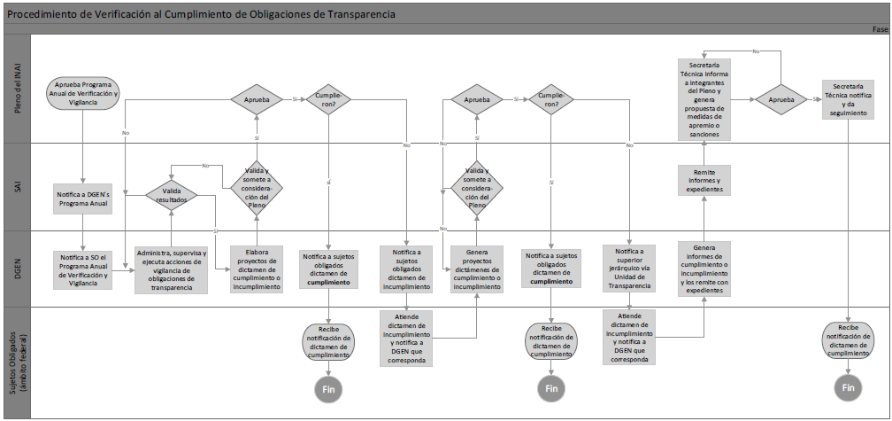 Procedimiento de Verificación al Cumplimiento de Obligaciones de Transparencia
Fase
Pleno del INAI
Aprueba Programa
Anual de Verificación y
Vigilancia
Aprueba
Sí
Cumplie-
ron?
Aprueba
Sí
Cumplie-
ron?
Secretaría
Técnica informa
a integrantes
del Pleno y
genera
propuesta de
medidas de
apremio o
sanciones
No
Aprueba
Sí
Secretaría
Técnica notifica
y da
seguimiento
No
Sí
No
Sí
No
SAI
Notifica a DGEN´s
Programa Anual
Valida
resultados
No
Valida y
somete a
considera-
ción del
Pleno
Sí
No
No
Valida y
somete a
considera-
ción del
Pleno
Sí
Remite
informes y
expedientes
Sí
No
DGEN
Notifica a SO el
Programa Anual
de Verificación y
Vigilancia
Administra, supervisa y
ejecuta acciones de
vigilancia de
obligaciones de
transparencia
Elabora
proyectos de
dictamen de
cumplimiento o
incumplimiento
Notifica a sujetos
obligados
dictamen de
cumplimiento
Notifica a
sujetos
obligados
dictamen de
incumplimiento
Genera
proyectos
dictámenes de
cumplimiento o
incumplimiento
Notifica a sujetos
obligados
dictamen de
cumplimiento
Notifica a
superior
jerárquico vía
Unidad de
Transparencia
Genera
informes de
cumplimiento o
incumplimiento
y los remite con
expedientes
Sujetos Obligados
(ámbito federal)
Recibe
notificación de
dictamen de
cumplimiento
Fin
Atiende
dictamen de
incumplimiento
y notifica a
DGEN que
corresponda
Recibe
notificación de
dictamen de
cumplimiento
Fin
Atiende
dictamen de
incumplimiento
y notifica a
DGEN que
corresponda
Recibe
notificación de
dictamen de
cumplimiento
Fin